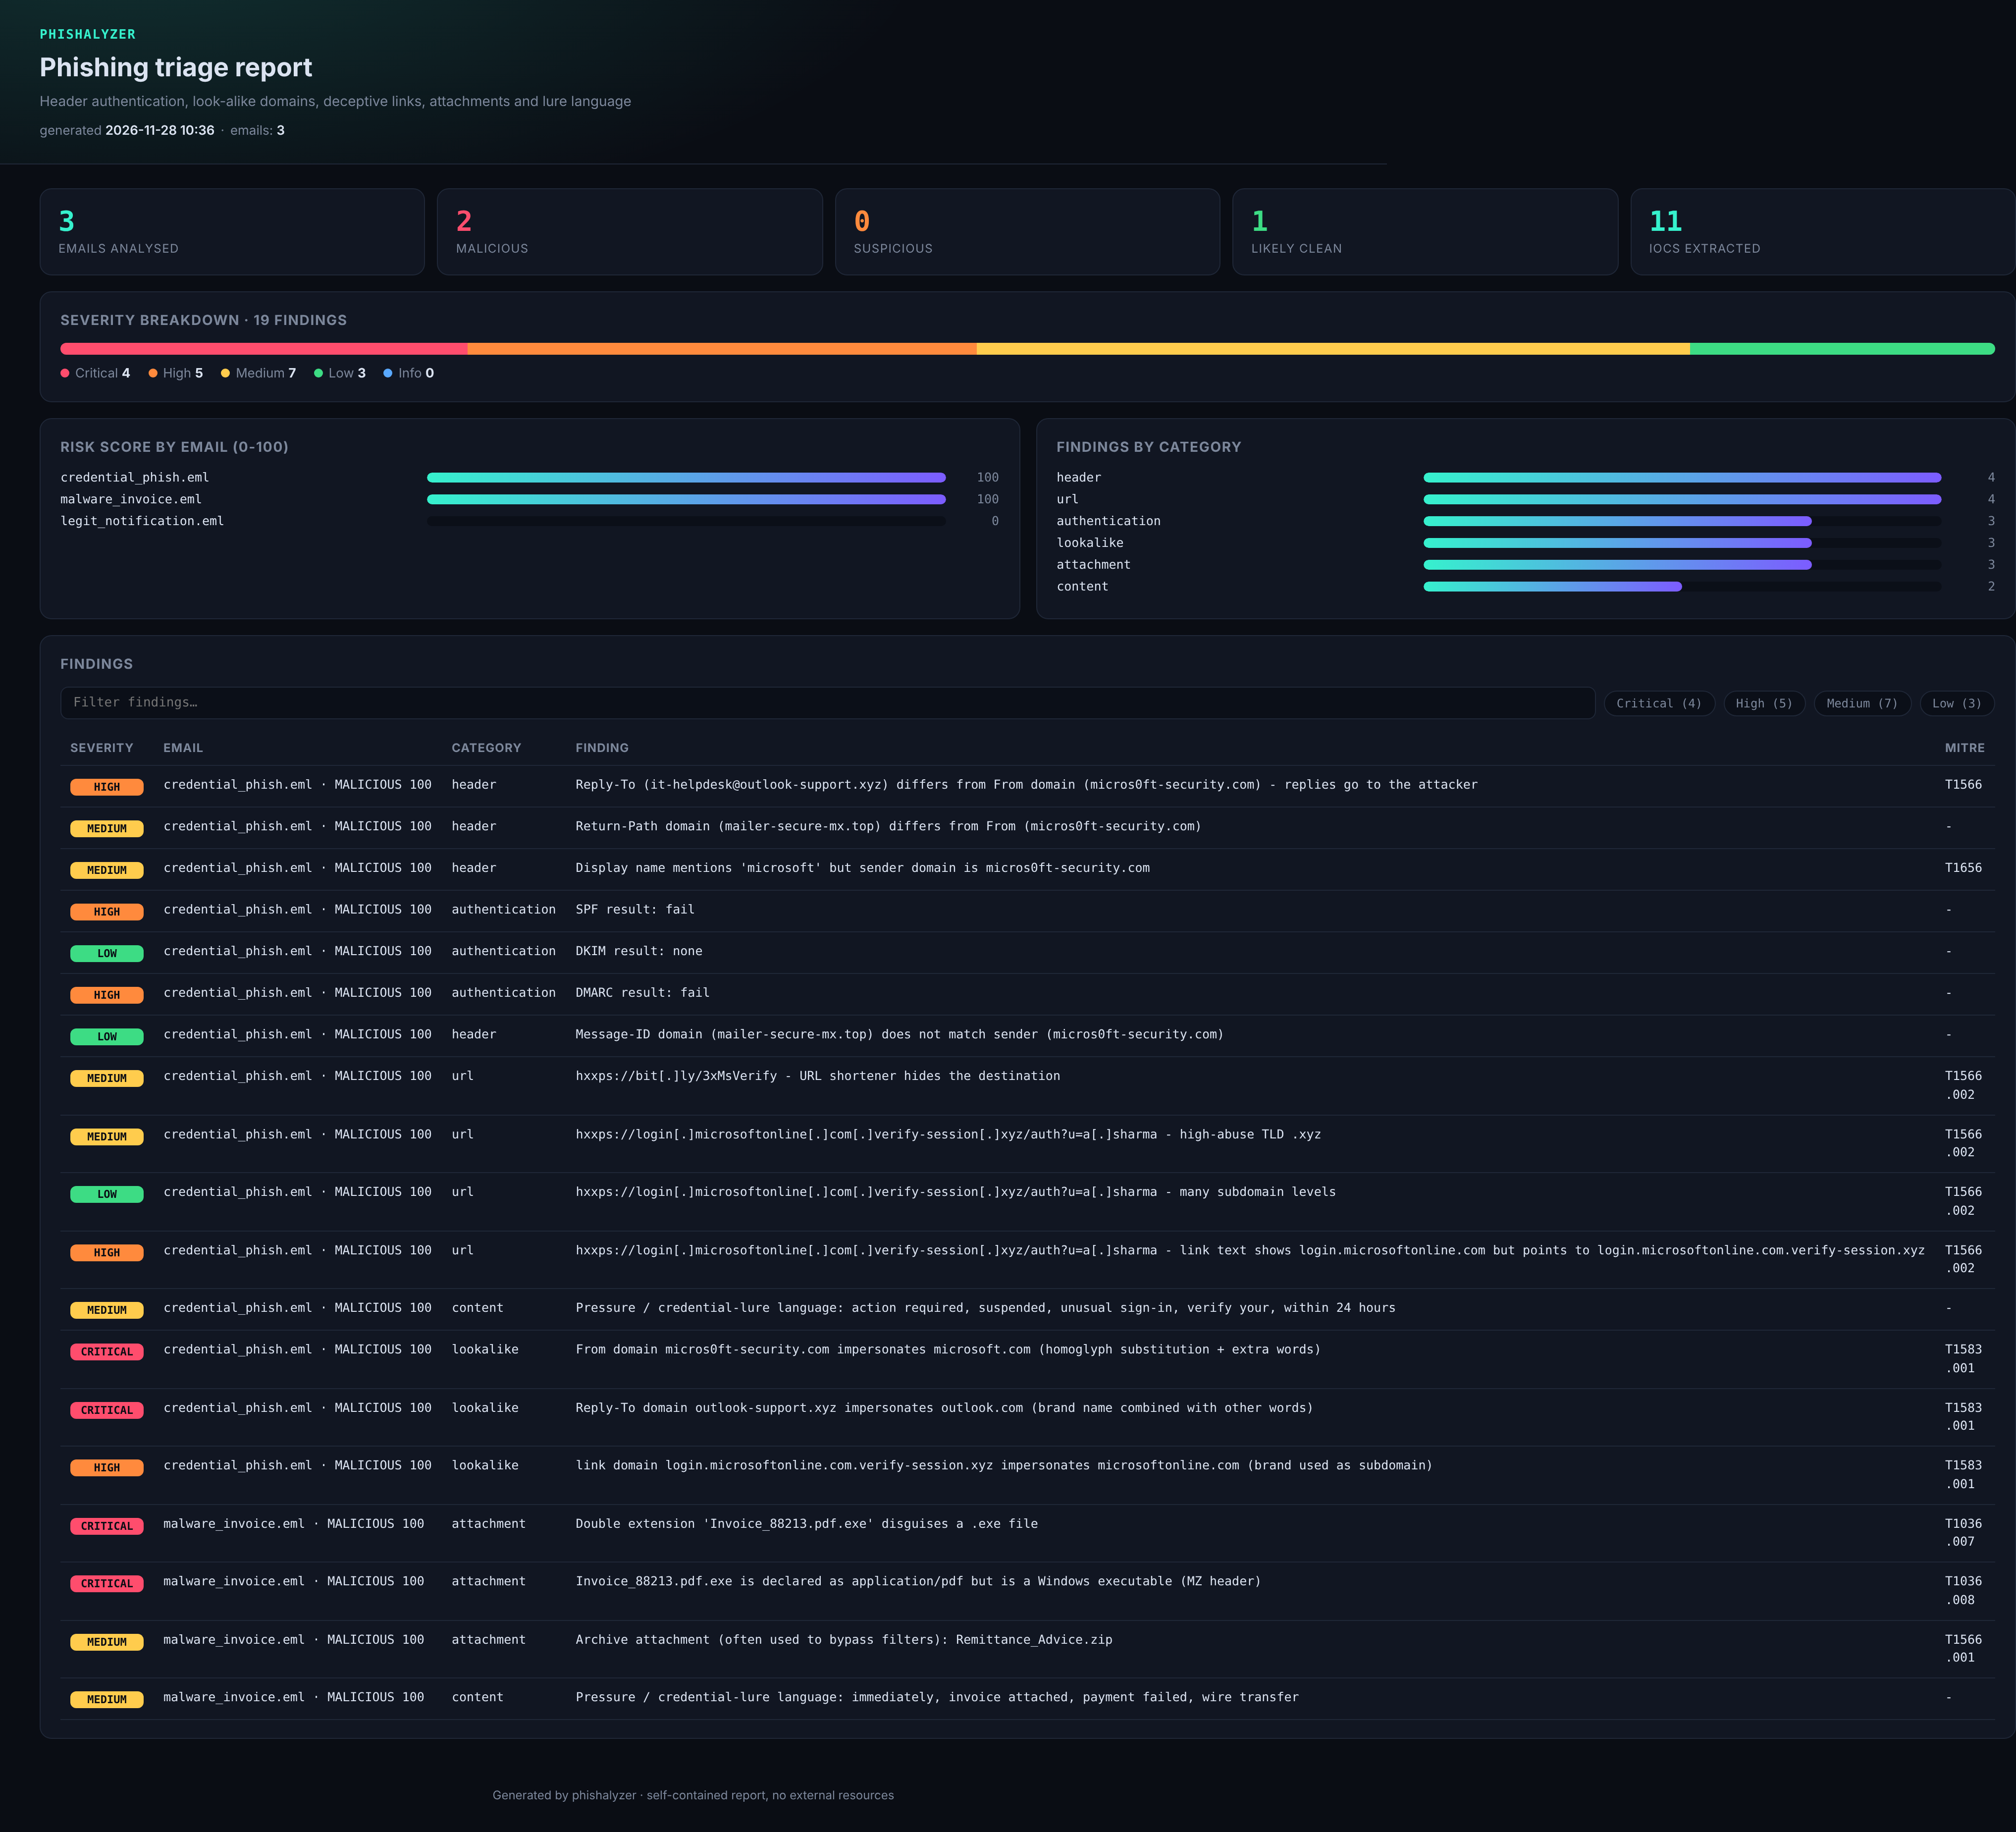 PHISHALYZER
Phishing triage report
Header authentication, look-alike domains, deceptive links, attachments and lure language
generated 2026-11-28 10:36 · emails: 3
3
EMAILS ANALYSED
2
MALICIOUS
0
SUSPICIOUS
1
LIKELY CLEAN
11
IOCS EXTRACTED
SEVERITY BREAKDOWN · 19 FINDINGS
Critical 4 High 5 Medium 7 Low 3 Info 0
RISK SCORE BY EMAIL (0-100)
credential_phish.eml 100
malware_invoice.eml 100
legit_notification.eml 0
FINDINGS BY CATEGORY
header 4
url 4
authentication 3
lookalike 3
attachment 3
content 2
FINDINGS
Filter findings… Critical (4) High (5) Medium (7) Low (3)
SEVERITY EMAIL CATEGORY FINDING MITRE
HIGH credential_phish.eml · MALICIOUS 100 header Reply-To (it-helpdesk@outlook-support.xyz) differs from From domain (micros0ft-security.com) - replies go to the attacker T1566
MEDIUM credential_phish.eml · MALICIOUS 100 header Return-Path domain (mailer-secure-mx.top) differs from From (micros0ft-security.com) -
MEDIUM credential_phish.eml · MALICIOUS 100 header Display name mentions 'microsoft' but sender domain is micros0ft-security.com T1656
HIGH credential_phish.eml · MALICIOUS 100 authentication SPF result: fail -
LOW credential_phish.eml · MALICIOUS 100 authentication DKIM result: none -
HIGH credential_phish.eml · MALICIOUS 100 authentication DMARC result: fail -
LOW credential_phish.eml · MALICIOUS 100 header Message-ID domain (mailer-secure-mx.top) does not match sender (micros0ft-security.com) -
MEDIUM credential_phish.eml · MALICIOUS 100 url hxxps://bit[.]ly/3xMsVerify - URL shortener hides the destination T1566
.002
MEDIUM credential_phish.eml · MALICIOUS 100 url hxxps://login[.]microsoftonline[.]com[.]verify-session[.]xyz/auth?u=a[.]sharma - high-abuse TLD .xyz T1566
.002
LOW credential_phish.eml · MALICIOUS 100 url hxxps://login[.]microsoftonline[.]com[.]verify-session[.]xyz/auth?u=a[.]sharma - many subdomain levels T1566
.002
HIGH credential_phish.eml · MALICIOUS 100 url hxxps://login[.]microsoftonline[.]com[.]verify-session[.]xyz/auth?u=a[.]sharma - link text shows login.microsoftonline.com but points to login.microsoftonline.com.verify-session.xyz T1566
.002
MEDIUM credential_phish.eml · MALICIOUS 100 content Pressure / credential-lure language: action required, suspended, unusual sign-in, verify your, within 24 hours -
CRITICAL credential_phish.eml · MALICIOUS 100 lookalike From domain micros0ft-security.com impersonates microsoft.com (homoglyph substitution + extra words) T1583
.001
CRITICAL credential_phish.eml · MALICIOUS 100 lookalike Reply-To domain outlook-support.xyz impersonates outlook.com (brand name combined with other words) T1583
.001
HIGH credential_phish.eml · MALICIOUS 100 lookalike link domain login.microsoftonline.com.verify-session.xyz impersonates microsoftonline.com (brand used as subdomain) T1583
.001
CRITICAL malware_invoice.eml · MALICIOUS 100 attachment Double extension 'Invoice_88213.pdf.exe' disguises a .exe file T1036
.007
CRITICAL malware_invoice.eml · MALICIOUS 100 attachment Invoice_88213.pdf.exe is declared as application/pdf but is a Windows executable (MZ header) T1036
.008
MEDIUM malware_invoice.eml · MALICIOUS 100 attachment Archive attachment (often used to bypass filters): Remittance_Advice.zip T1566
.001
MEDIUM malware_invoice.eml · MALICIOUS 100 content Pressure / credential-lure language: immediately, invoice attached, payment failed, wire transfer -
Generated by phishalyzer · self-contained report, no external resources